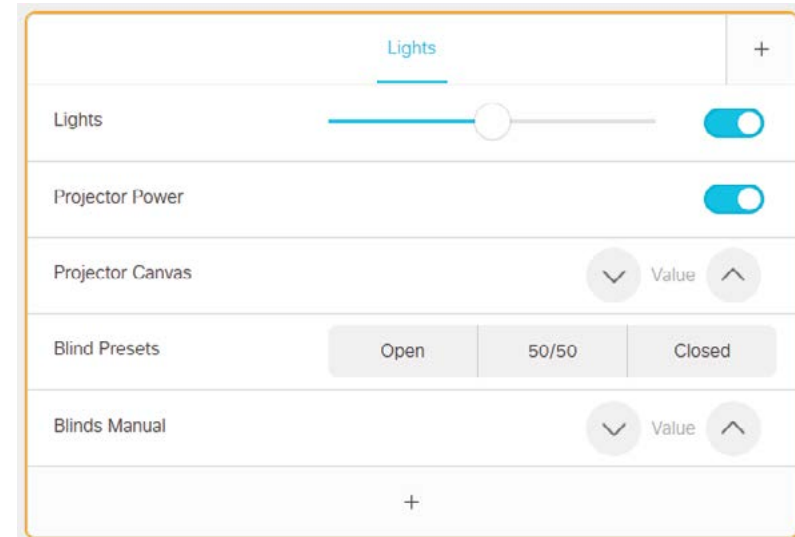 Lights
+
Lights
Projector Power
Projector Canvas Value
Blind Presets Open 50/50 Closed
Blinds Manual Value
+